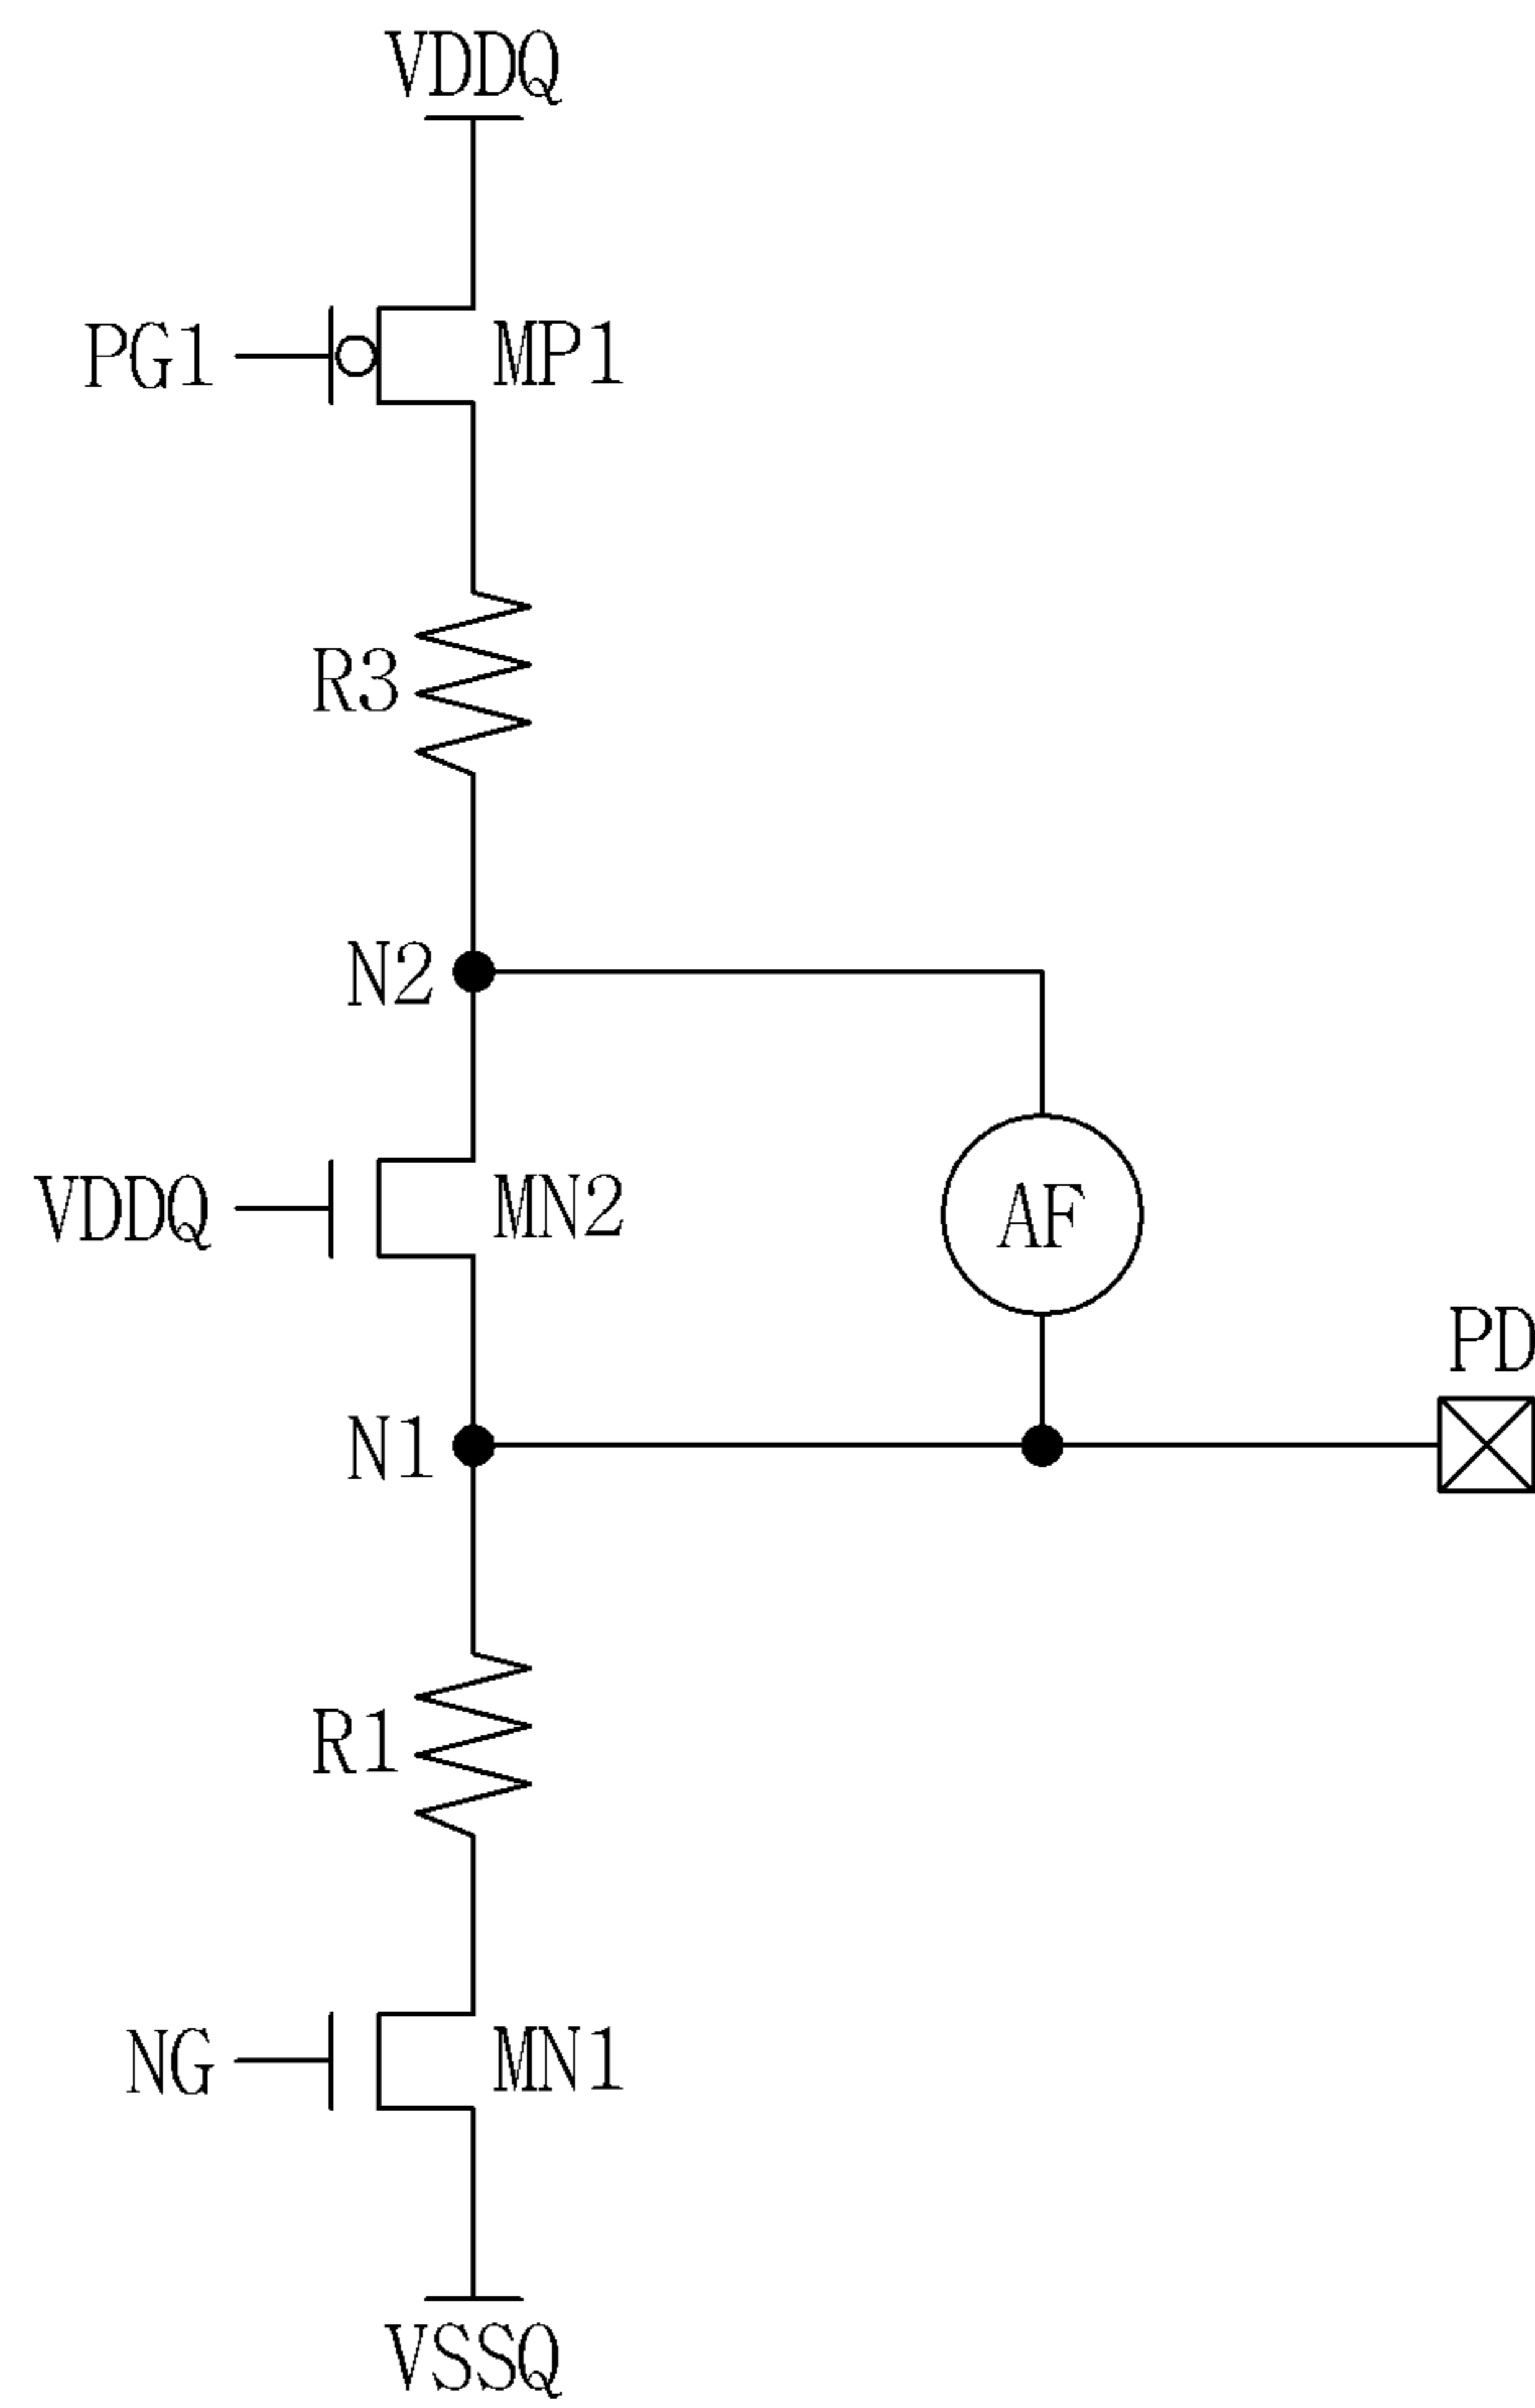 VDDQ
PG1
MP1
R3
N2
VDDQ
MN2
AF
PD
N1
R1
NG
MN1
VSSQ